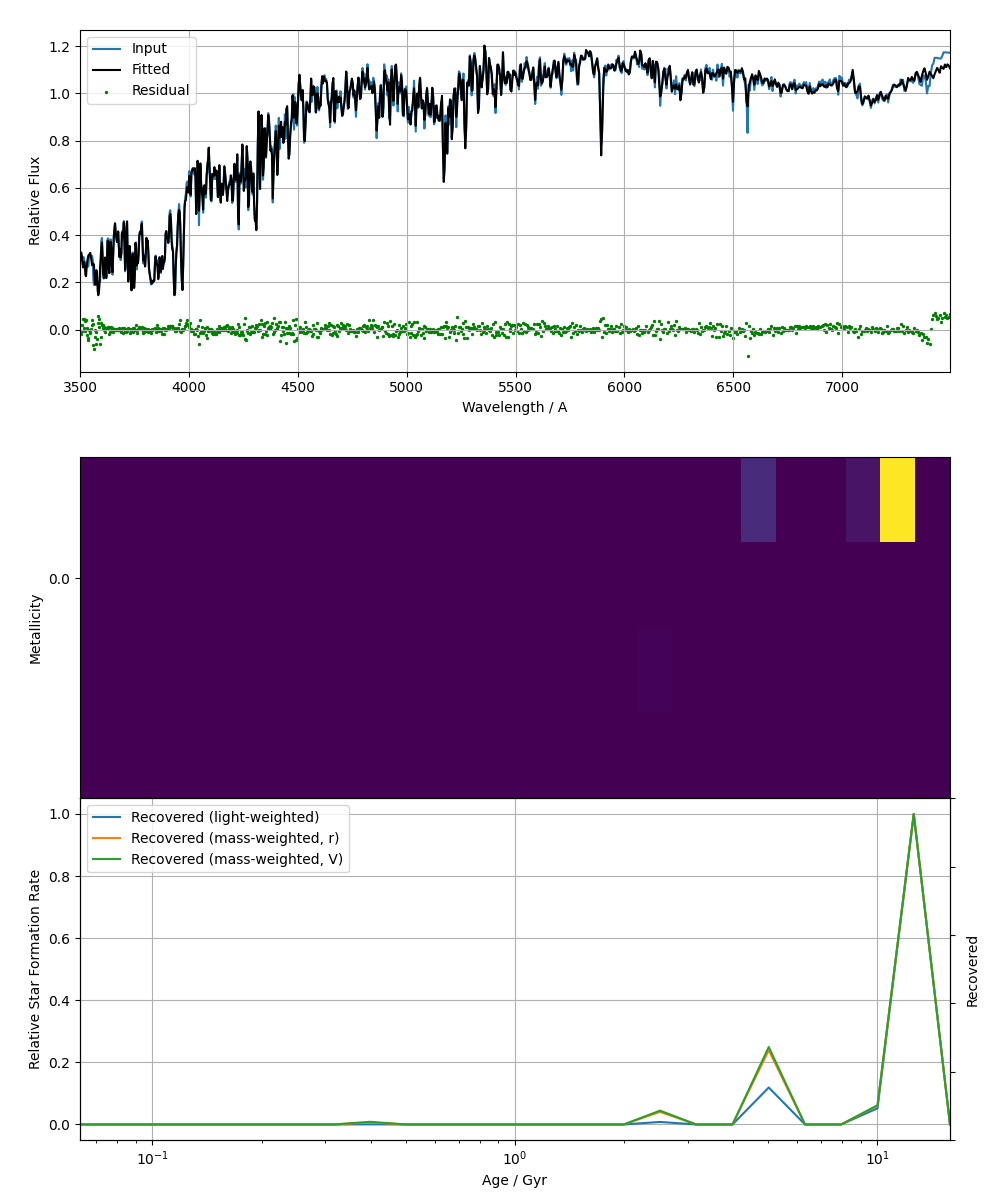 1.2
1.0
0.8
0.6
0.4
0.2
0.0
Relative Flux
Input
Fitted
Residual
3500 4000 4500 5000 5500 6000 6500 7000
Wavelength / A
0.0
Metallicity
1.0
0.8
0.6
0.4
0.2
0.0
Relative Star Formation Rate
Recovered (light-weighted)
Recovered (mass-weighted, r)
Recovered (mass-weighted, V)
Recovered
10⁻¹ 10⁰ 10¹
Age / Gyr